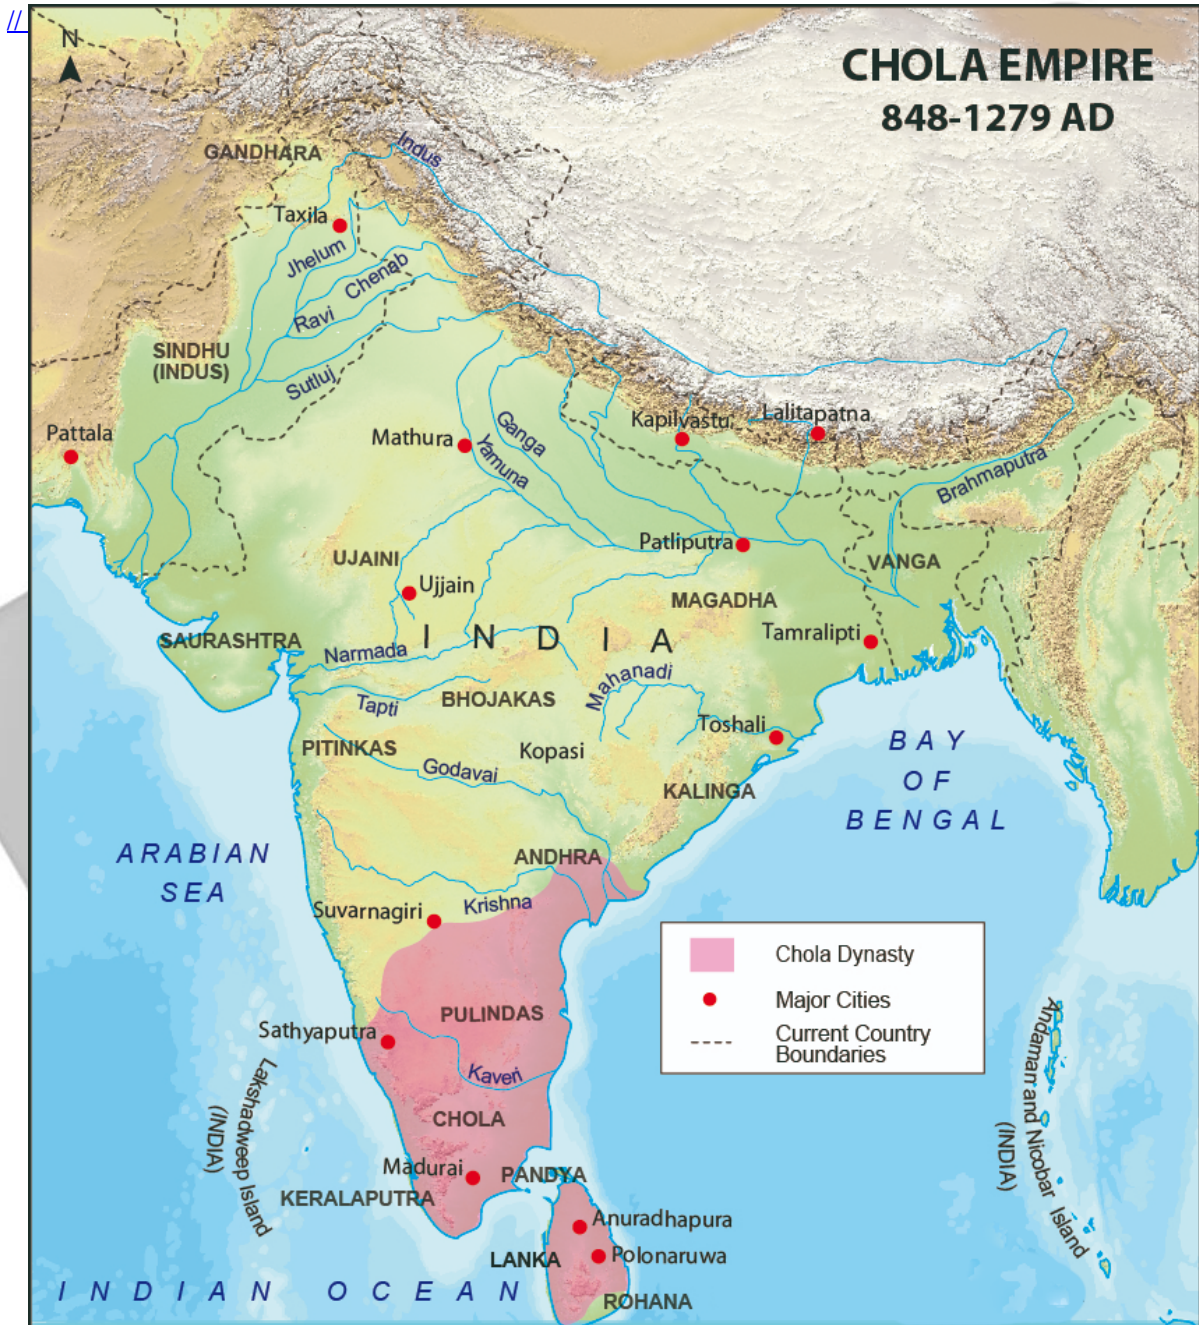 //
N
CHOLA EMPIRE
848-1279 AD
GANDHARA
Indus
Taxila
Jhelum
Chenab
Ravi
SINDHU
(INDUS)
Sutluj
Pattala
Mathura
Ganga
Yamuna
Kapilvastu
Lalitapatna
Brahmaputra
Patliputra
VANGA
UJAINI
Ujjain
MAGADHA
Tamralipti
SAURASHTRA
INDIA
Narmada
Mahanadi
Tapti
BHOJAKAS
Toshali
PITINKAS
Kopasi
Godavai
KALINGA
BAY
OF
BENGAL
ARABIAN
SEA
ANDHRA
Suvarnagiri
Krishna
Chola Dynasty
Major Cities
Current Country
Boundaries
PULINDAS
Sathyaputra
Kaveri
CHOLA
Lakshadweep Island
(INDIA)
Andaman and Nicobar Island
(INDIA)
Madurai
PANDYA
KERALAPUTRA
Anuradhapura
LANKA
Polonaruwa
INDIAN OCEAN
ROHANA